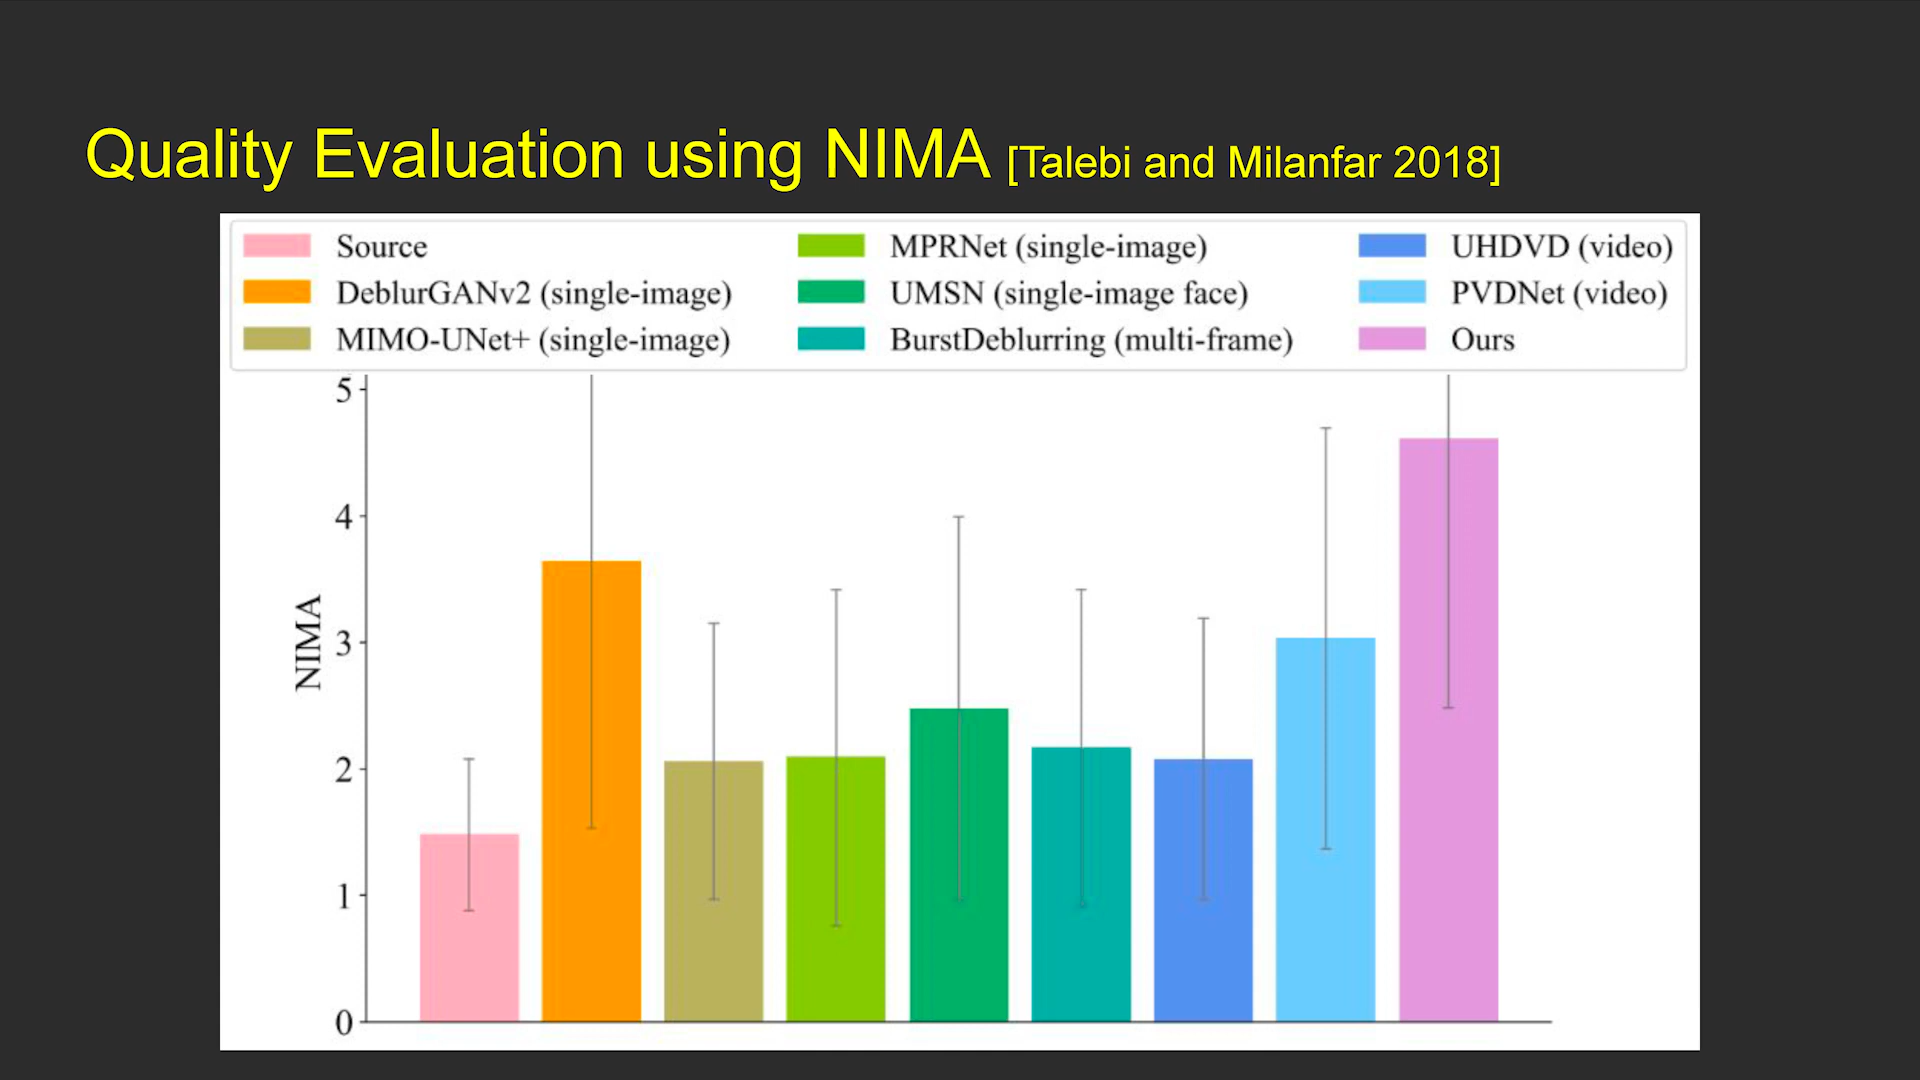 Quality Evaluation using NIMA [Talebi and Milanfar 2018]
Source
DeblurGANv2 (single-image)
MIMO-UNet+ (single-image)
MPRNet (single-image)
UMSN (single-image face)
BurstDeblurring (multi-frame)
UHDVD (video)
PVDNet (video)
Ours
5
4
3
2
1
0
NIMA